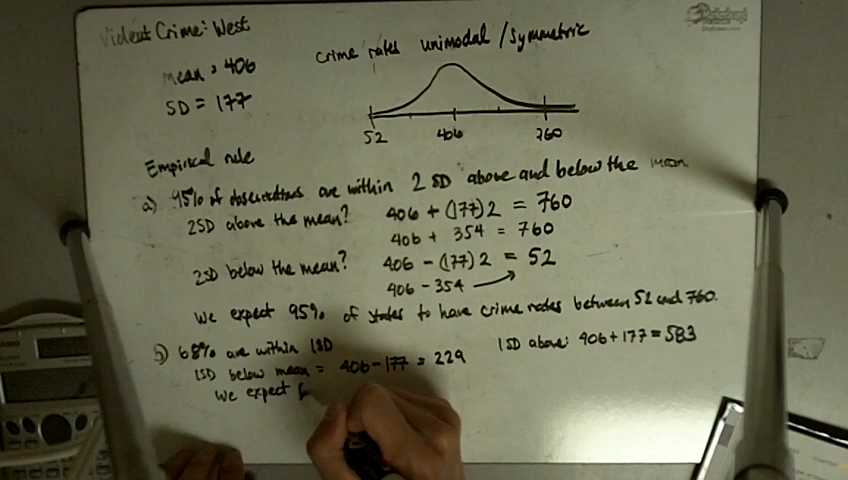 Violent Crime: West
mean = 406
SD = 177
crime rates unimodal / symmetric
52 406 760
Empirical rule
a) 95% of observations are within 2 SD above and below the mean
2SD above the mean? 406 + (177)2 = 760
406 + 354 = 760
2SD below the mean? 406 - (177)2 = 52
406 - 354
We expect 95% of states to have crime rates between 52 and 760.
b) 68% are within 1SD
1SD below mean = 406 - 177 = 229 1SD above: 406 + 177 = 583
We expect